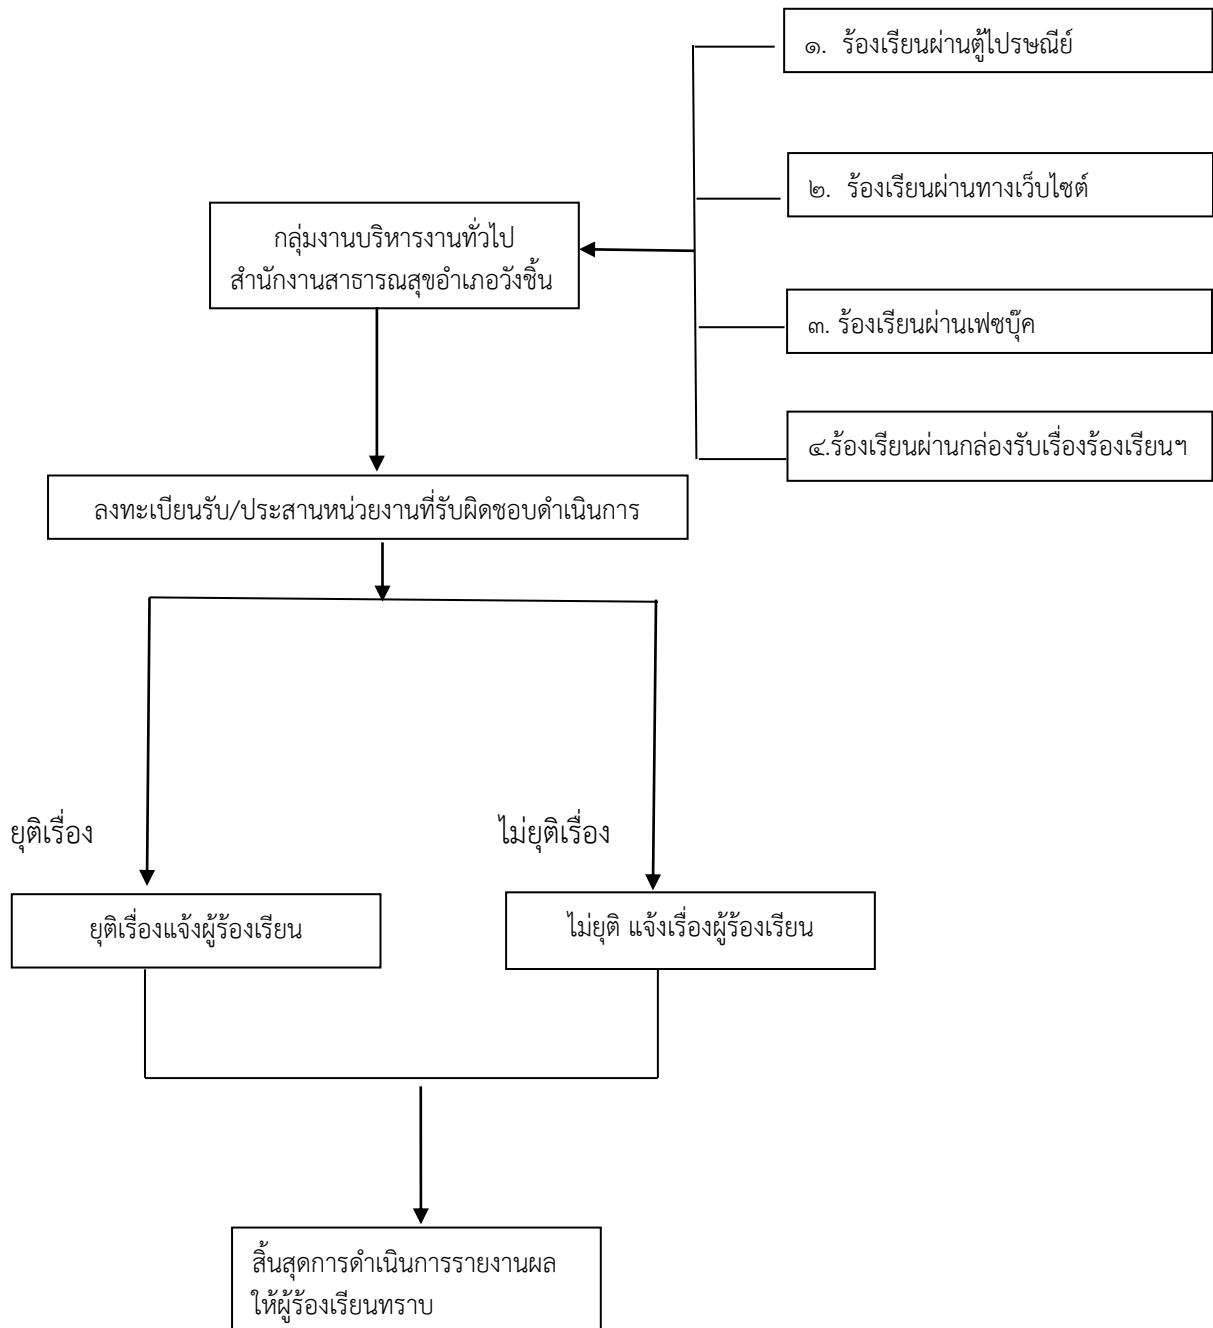 ๑. ร้องเรียนผ่านตู้ไปรษณีย์
๒. ร้องเรียนผ่านทางเว็บไซต์
กลุ่มงานบริหารงานทั่วไป
สำนักงานสาธารณสุขอำเภอวังชิ้น
๓. ร้องเรียนผ่านเฟซบุ๊ค
๔.ร้องเรียนผ่านกล่องรับเรื่องร้องเรียนฯ
ลงทะเบียนรับ/ประสานหน่วยงานที่รับผิดชอบดำเนินการ
ยุติเรื่อง
ไม่ยุติเรื่อง
ยุติเรื่องแจ้งผู้ร้องเรียน
ไม่ยุติ แจ้งเรื่องผู้ร้องเรียน
สิ้นสุดการดำเนินการรายงานผล
ให้ผู้ร้องเรียนทราบ